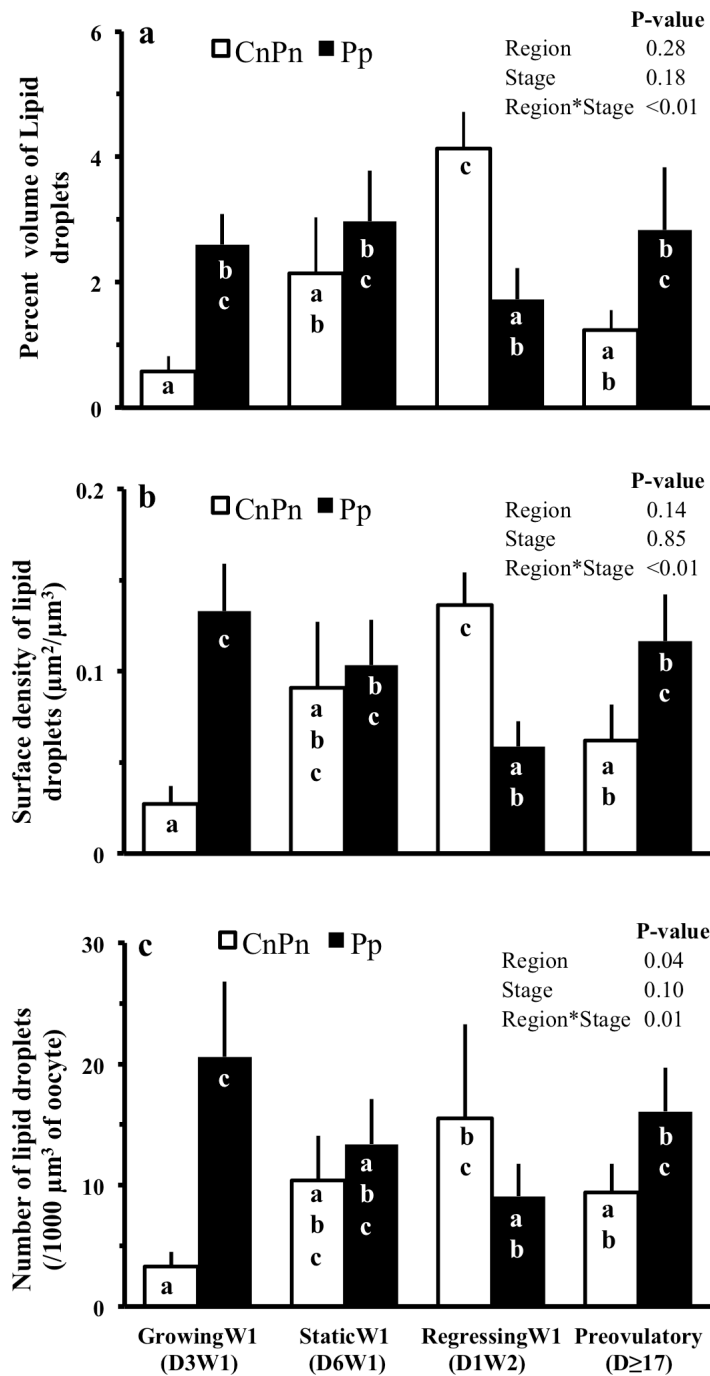 a
CnPn Pp
P-value
Region 0.28
Stage 0.18
Region*Stage <0.01
Percent volume of Lipid
droplets
6
4
2
0
a
b
c
a
b
b
c
c
a
b
a
b
b
c
b
CnPn Pp
P-value
Region 0.14
Stage 0.85
Region*Stage <0.01
Surface density of lipid
droplets (µm²/µm³)
0.2
0.1
0
a
c
a
b
c
b
c
c
a
b
a
b
b
c
c
CnPn Pp
P-value
Region 0.04
Stage 0.10
Region*Stage 0.01
Number of lipid droplets
(/1000 µm³ of oocyte)
30
20
10
0
a
c
a
b
c
a
b
c
b
c
a
b
a
b
b
c
GrowingW1 StaticW1 RegressingW1 Preovulatory
(D3W1) (D6W1) (D1W2) (D≥17)